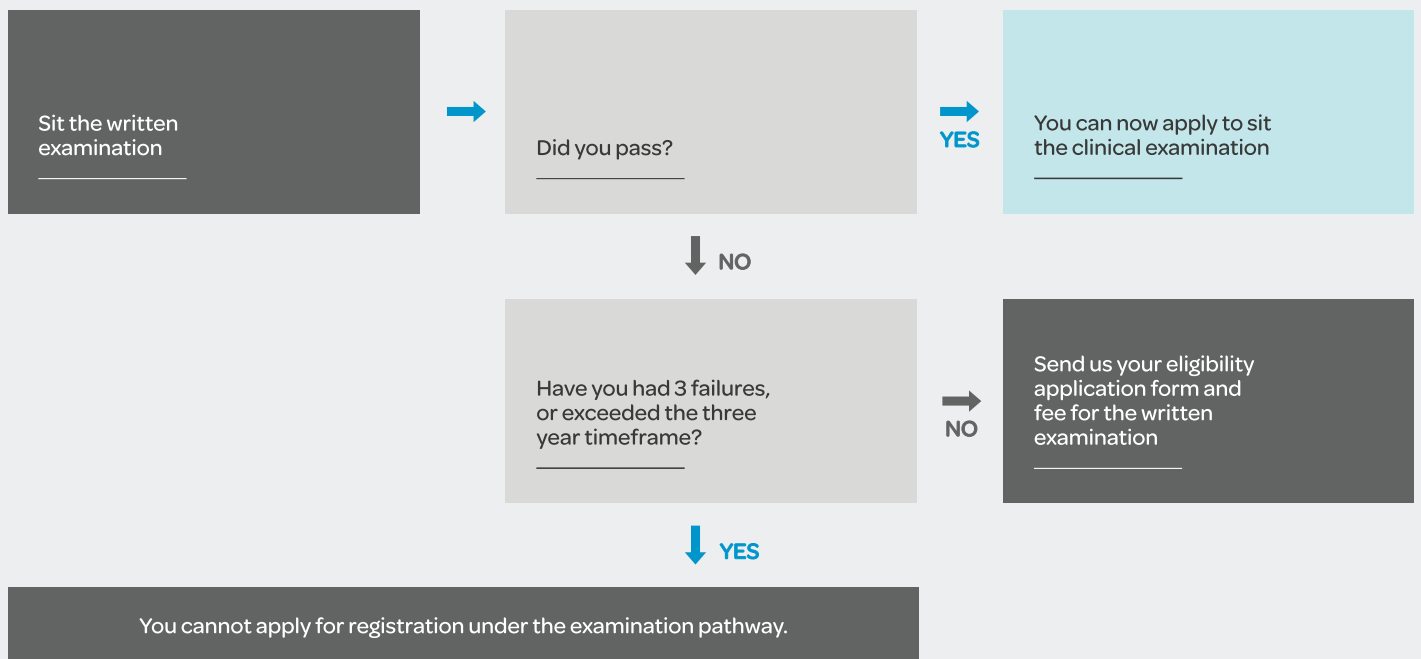 Sit the written
examination
Did you pass?
YES
You can now apply to sit
the clinical examination
NO
Have you had 3 failures,
or exceeded the three
year timeframe?
NO
Send us your eligibility
application form and
fee for the written
examination
YES
You cannot apply for registration under the examination pathway.